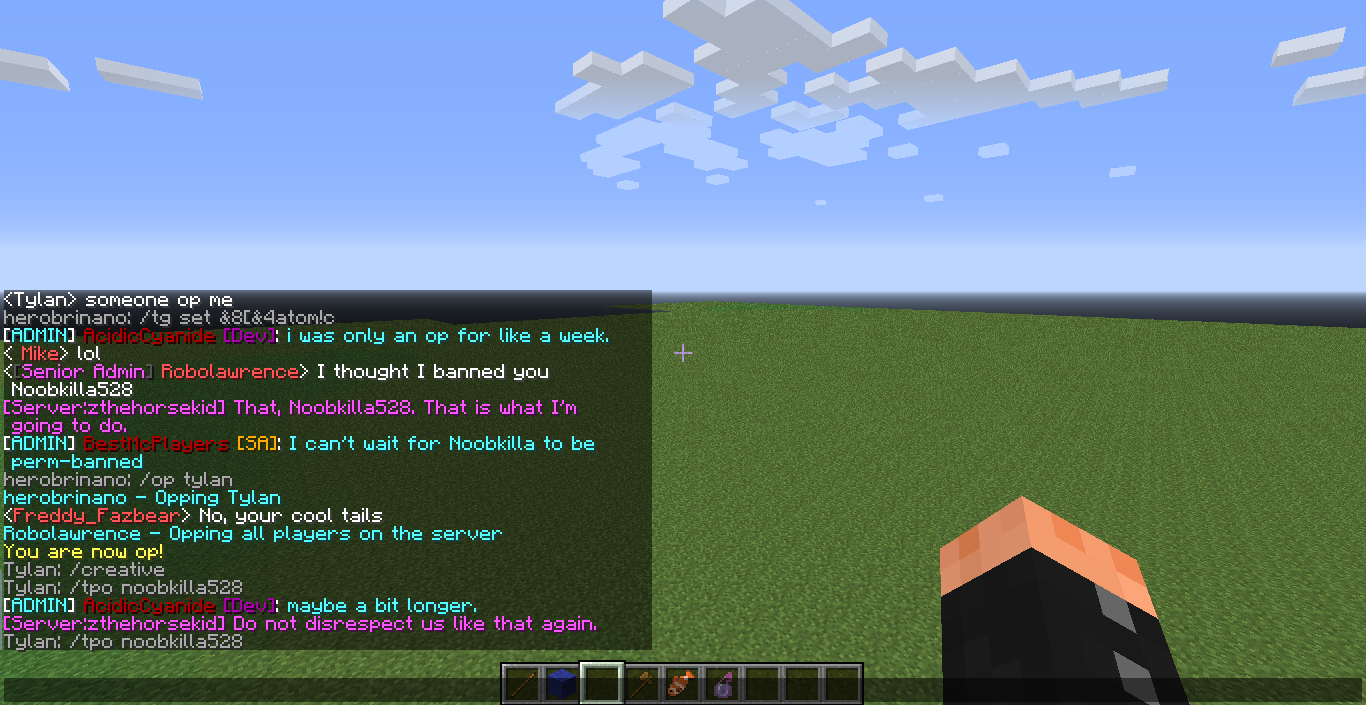 <Tylan> someone op me
herobrinano: /tg set &8[&4atom!c
[ADMIN] AcidicCyanide [Dev]: i was only an op for like a week.
< Mike> lol
<[Senior Admin] Robolawrence> I thought I banned you
Noobkilla528
[Server:zthehorsekid] That, Noobkilla528. That is what I'm
going to do.
[ADMIN] BestMcPlayers [SA]: I can't wait for Noobkilla to be
perm-banned
herobrinano: /op tylan
herobrinano - Opping Tylan
<Freddy_Fazbear> No, your cool tails
Robolawrence - Opping all players on the server
You are now op!
Tylan: /creative
Tylan: /tpo noobkilla528
[ADMIN] AcidicCyanide [Dev]: maybe a bit longer.
[Server:zthehorsekid] Do not disrespect us like that again.
Tylan: /tpo noobkilla528